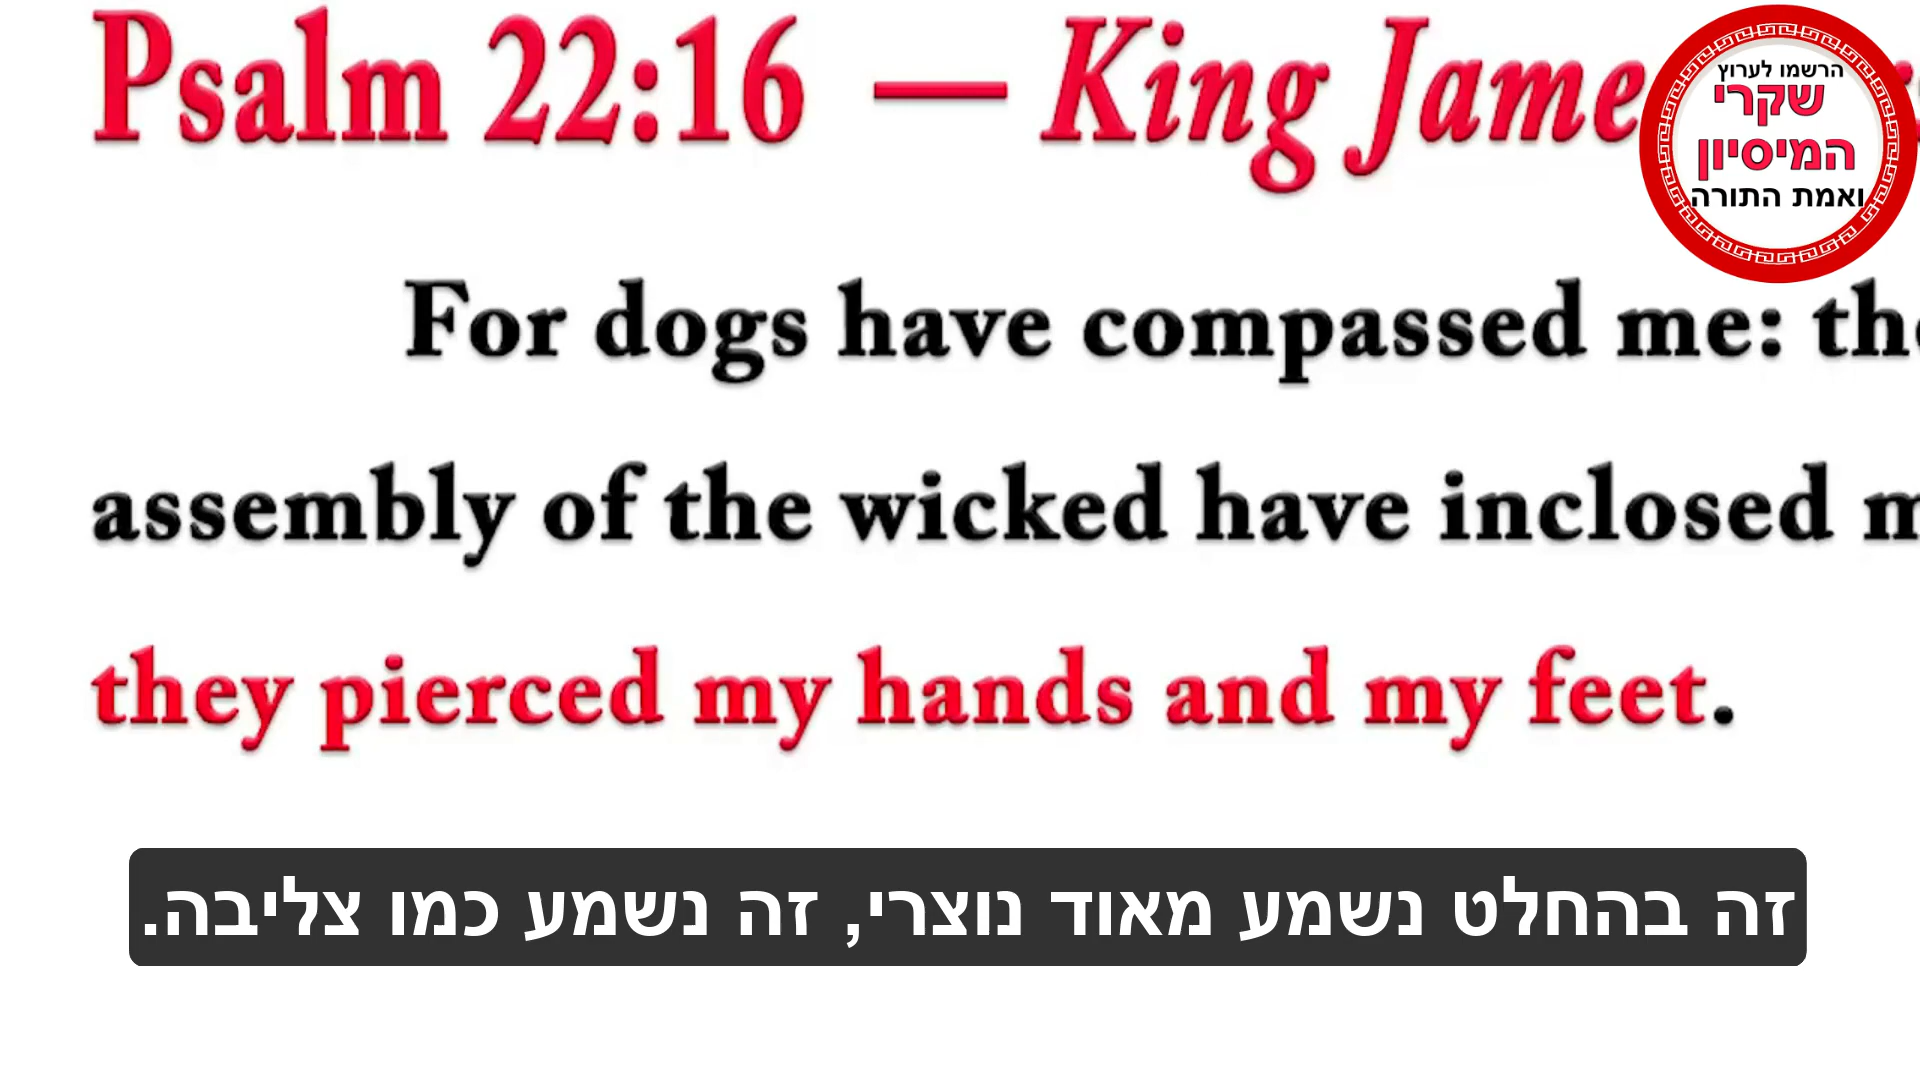 Psalm 22:16 — King Jame
הרשמו לערוץ
שקרי
המיסיון
ואמת התורה
For dogs have compassed me:
assembly of the wicked have inclosed
they pierced my hands and my feet.
זה בהחלט נשמע מאוד נוצרי, זה נשמע כמו צליבה.